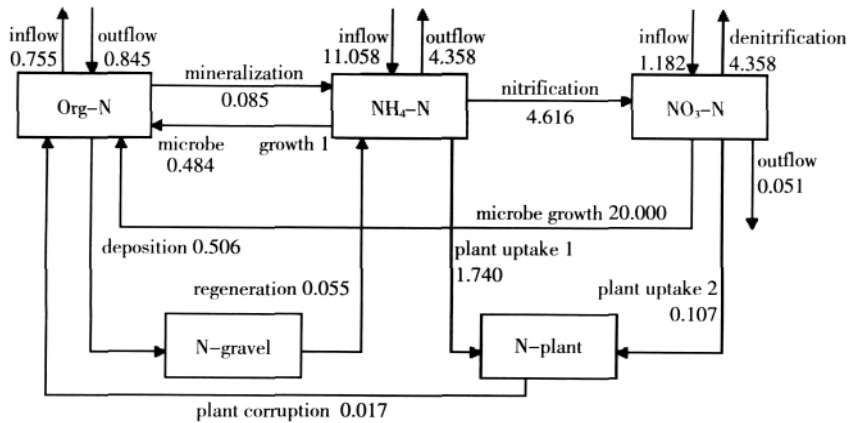 inflow
0.755
outflow
0.845
inflow
11.058
outflow
4.358
inflow
1.182
denitrification
4.358
Org–N
mineralization
0.085
NH₄–N
nitrification
4.616
NO₃–N
microbe growth 1
0.484
outflow
0.051
microbe growth 20.000
deposition 0.506
plant uptake 1
1.740
regeneration 0.055
plant uptake 2
0.107
N–gravel
N–plant
plant corruption 0.017